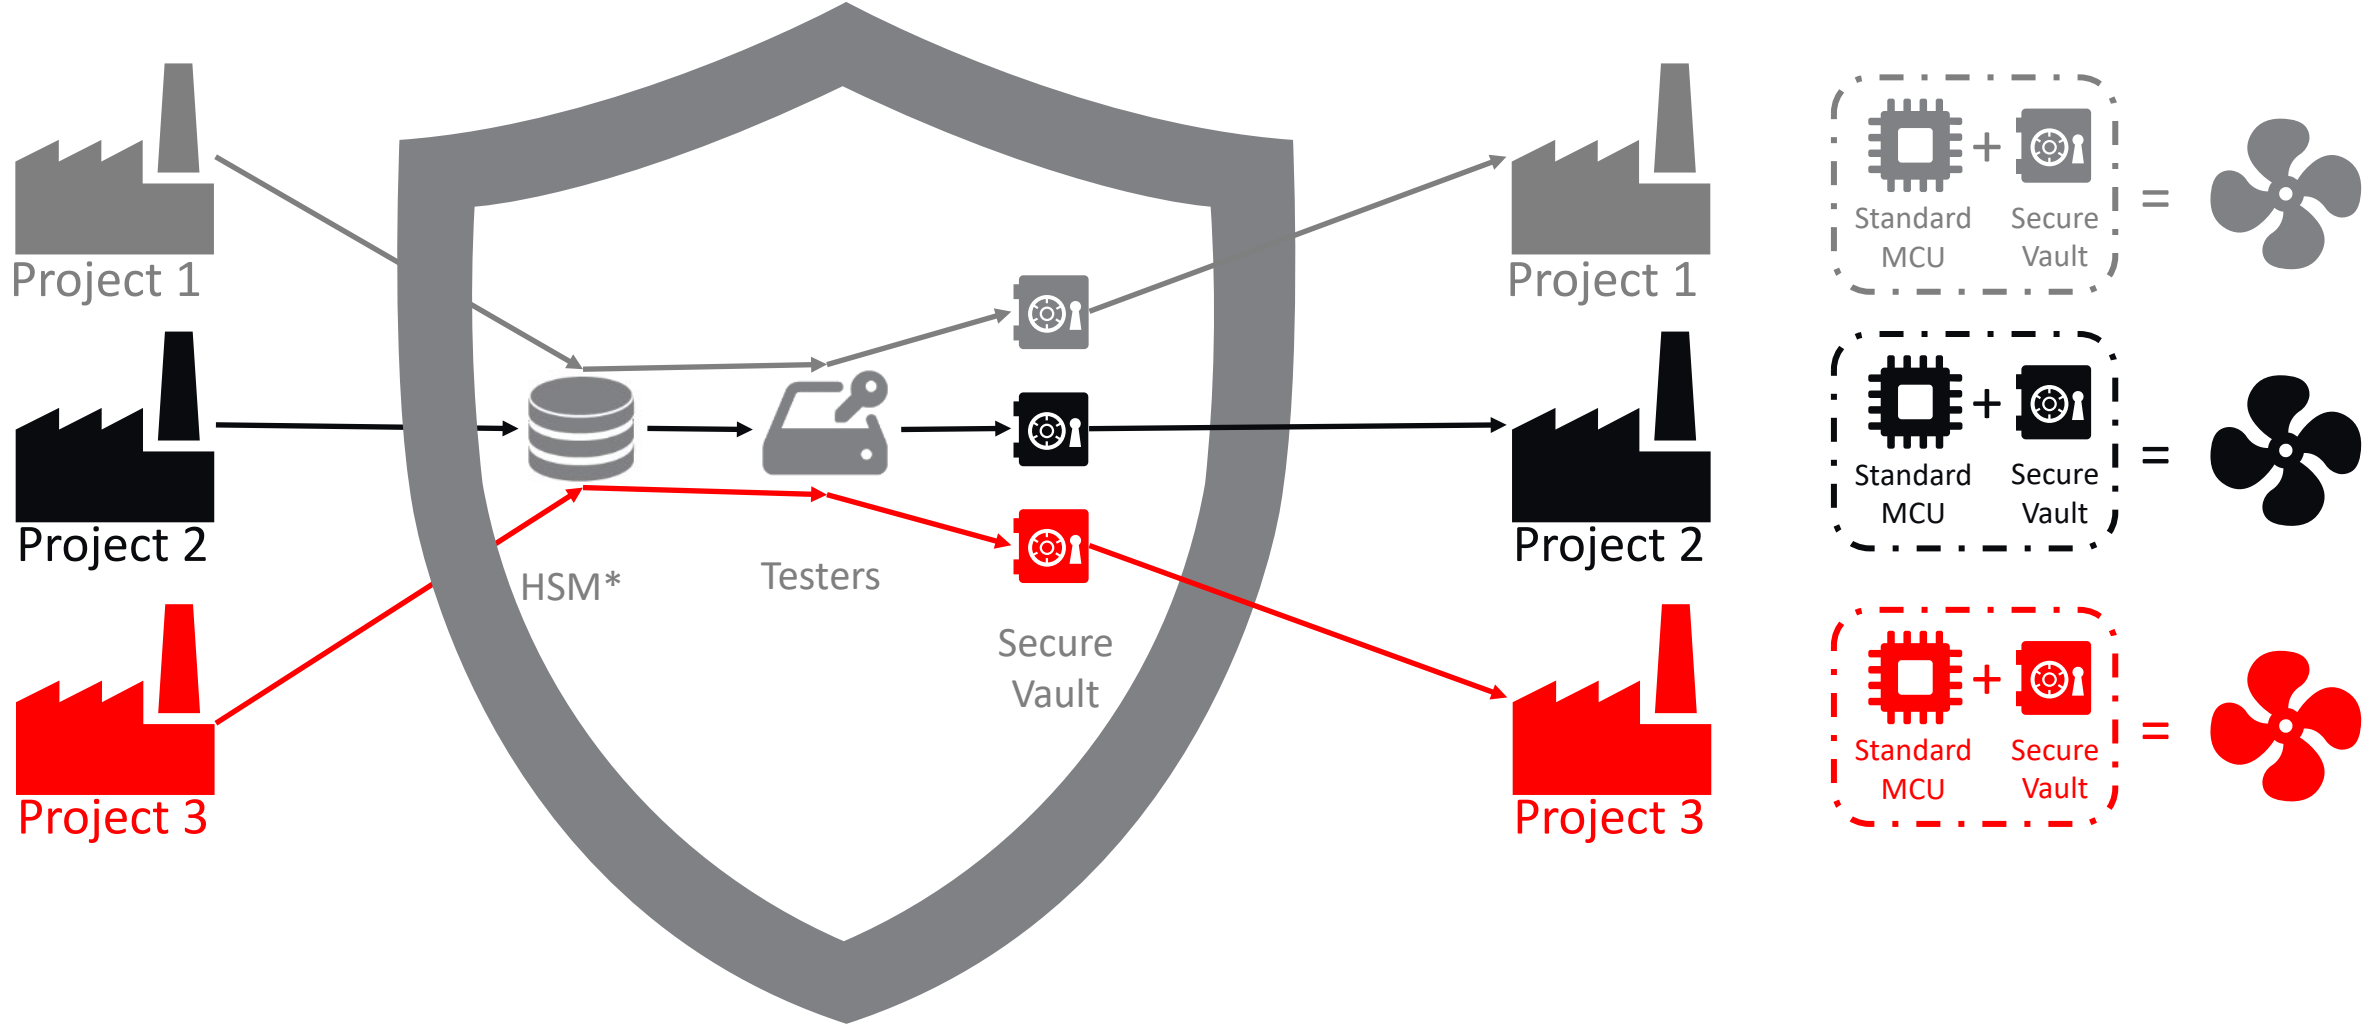 Project 1
Project 2
Project 3
HSM*
Testers
Secure
Vault
Project 1
Project 2
Project 3
Standard
MCU
+
Secure
Vault
=
Standard
MCU
+
Secure
Vault
=
Standard
MCU
+
Secure
Vault
=